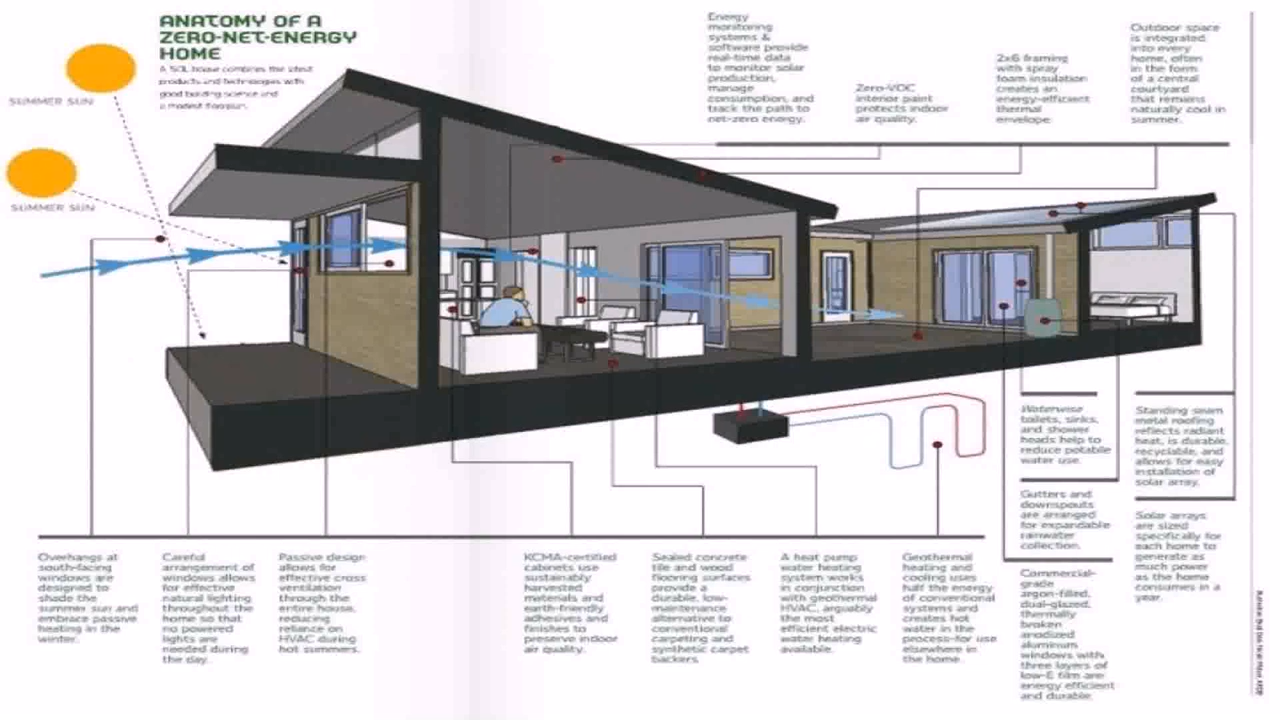 ANATOMY OF A
ZERO-NET-ENERGY
HOME
A SOL house combines the latest
products and technologies with
good building science and
a modest floorplan.
SUMMER SUN
SUMMER SUN
Energy
monitoring
systems &
software provide
real-time data
to monitor solar
production,
manage
consumption, and
track the path to
net-zero energy.
Zero-VOC
interior paint
protects indoor
air quality.
2x6 framing
with spray
foam insulation
creates an
energy-efficient
thermal
envelope.
Outdoor space
is integrated
into every
home, often
in the form
of a central
courtyard
that remains
naturally cool in
summer.
Waterwise
toilets, sinks,
and shower
heads help to
reduce potable
water use.
Standing seam
metal roofing
reflects radiant
heat, is durable,
recyclable, and
allows for easy
installation of
solar array.
Gutters and
downspouts
are arranged
for expandable
rainwater
collection.
Solar arrays
are sized
specifically for
each home to
generate as
much power
as the home
consumes in a
year.
Commercial-
grade
argon-filled,
dual-glazed,
thermally
broken
anodized
aluminum
windows with
three layers of
low-E film are
energy efficient
and durable.
Overhangs at
south-facing
windows are
designed to
shade the
summer sun and
embrace passive
heating in the
winter.
Careful
arrangement of
windows allows
for effective
natural lighting
throughout the
home so that
no powered
lights are
needed during
the day.
Passive design
allows for
effective cross
ventilation
through the
entire house,
reducing
reliance on
HVAC during
hot summers.
KCMA-certified
cabinets use
sustainably
harvested
materials and
earth-friendly
adhesives and
finishes to
preserve indoor
air quality.
Sealed concrete
tile and wood
flooring surfaces
provide a
durable, low-
maintenance
alternative to
conventional
carpeting and
synthetic carpet
backers.
A heat pump
water heating
system works
in conjunction
with geothermal
HVAC, arguably
the most
efficient electric
water heating
available.
Geothermal
heating and
cooling uses
half the energy
of conventional
systems and
creates hot
water in the
process-for use
elsewhere in
the home.